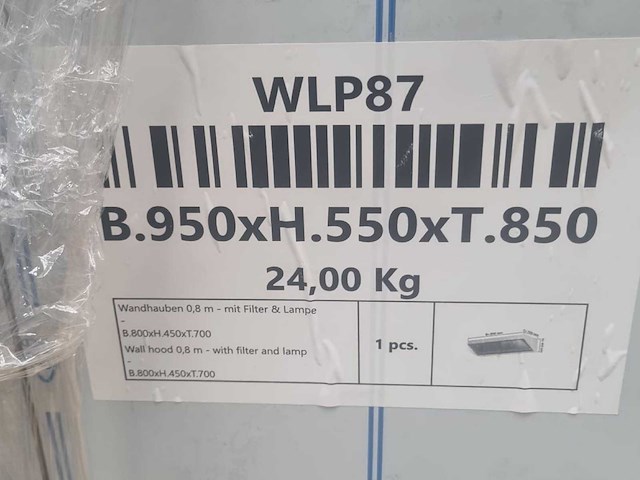 WLP87
B.950xH.550xT.850
24,00 Kg
Wandhauben 0,8 m - mit Filter & Lampe
-
B.800xH.450xT.700
Wall hood 0,8 m - with filter and lamp
-
B.800xH.450xT.700
1 pcs.